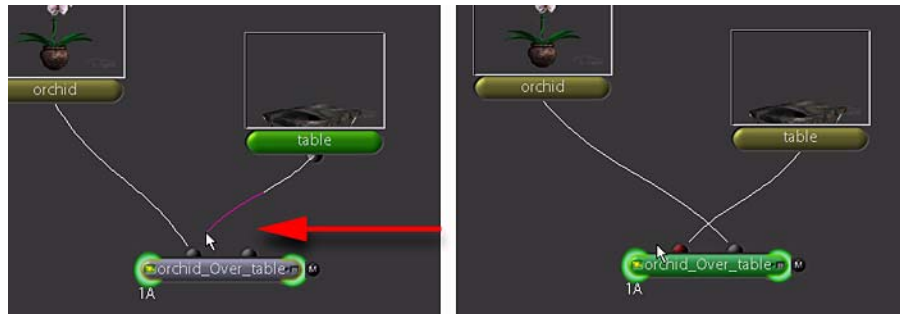 orchid
table
orchid_Over_table
M
1A
orchid
table
orchid_Over_table
M
1A